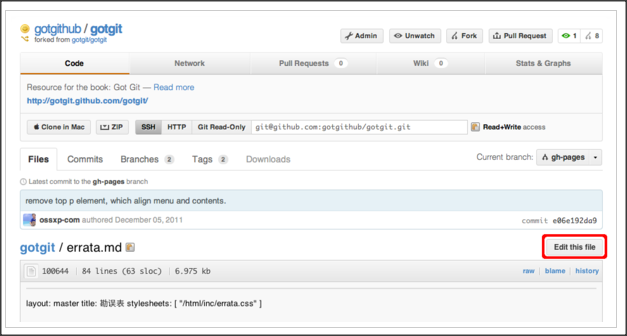 gotgithub / gotgit
forked from gotgit/gotgit
Admin
Unwatch
Fork
Pull Request
1
8
Code
Network
Pull Requests 0
Wiki 0
Stats & Graphs
Resource for the book: Got Git — Read more
http://gotgit.github.com/gotgit/
Clone in Mac
ZIP
SSH
HTTP
Git Read-Only
git@github.com:gotgithub/gotgit.git
Read+Write access
Files
Commits
Branches 2
Tags 2
Downloads
Current branch: gh-pages
Latest commit to the gh-pages branch
remove top p element, which align menu and contents.
ossxp-com authored December 05, 2011
commit e06e192da9
gotgit / errata.md
Edit this file
100644
84 lines (63 sloc)
6.975 kb
raw
blame
history
layout: master title: 勘误表 stylesheets: [ "/html/inc/errata.css" ]